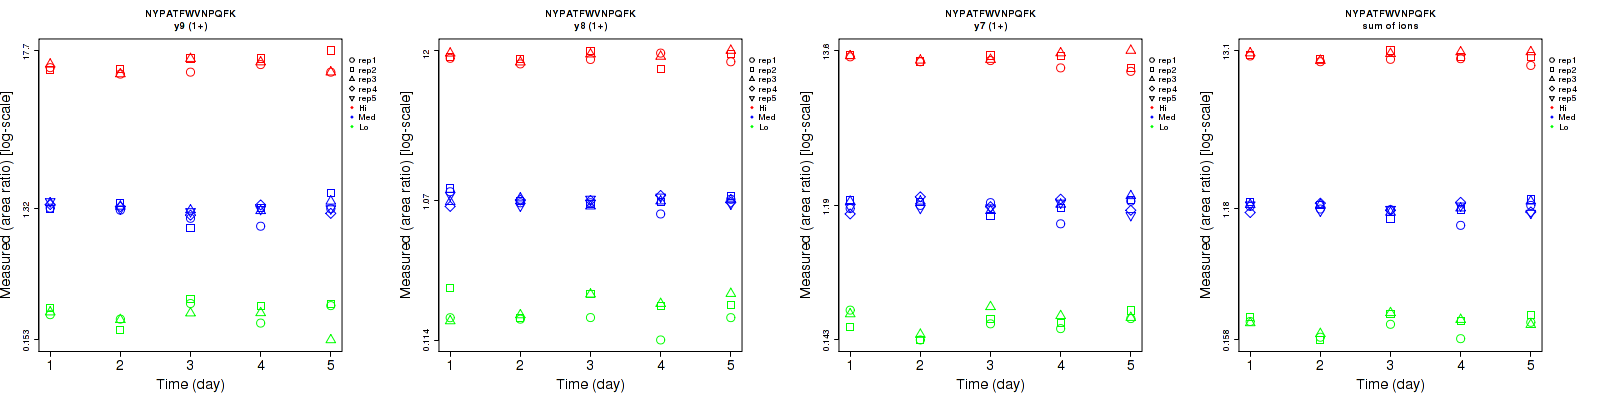 NYPATFWVNPQFK
y9 (1+)
Measured (area ratio) [log-scale]
17.7
1.32
0.153
1 2 3 4 5
Time (day)
rep1
rep2
rep3
rep4
rep5
Hi
Med
Lo
NYPATFWVNPQFK
y8 (1+)
Measured (area ratio) [log-scale]
12
1.07
0.114
1 2 3 4 5
Time (day)
rep1
rep2
rep3
rep4
rep5
Hi
Med
Lo
NYPATFWVNPQFK
y7 (1+)
Measured (area ratio) [log-scale]
13.6
1.19
0.143
1 2 3 4 5
Time (day)
rep1
rep2
rep3
rep4
rep5
Hi
Med
Lo
NYPATFWVNPQFK
sum of ions
Measured (area ratio) [log-scale]
13.1
1.18
0.158
1 2 3 4 5
Time (day)
rep1
rep2
rep3
rep4
rep5
Hi
Med
Lo